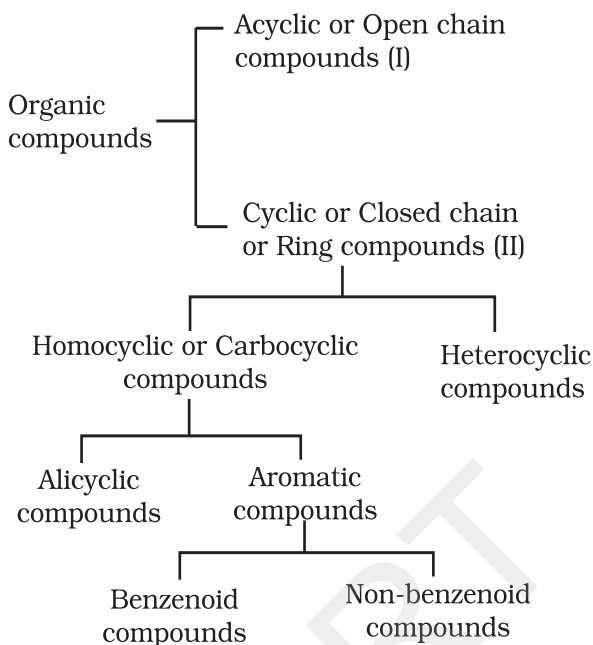 Acyclic or Open chain
compounds (I)
Organic
compounds
Cyclic or Closed chain
or Ring compounds (II)
Homocyclic or Carbocyclic
compounds
Heterocyclic
compounds
Alicyclic
compounds
Aromatic
compounds
Benzenoid
compounds
Non-benzenoid
compounds